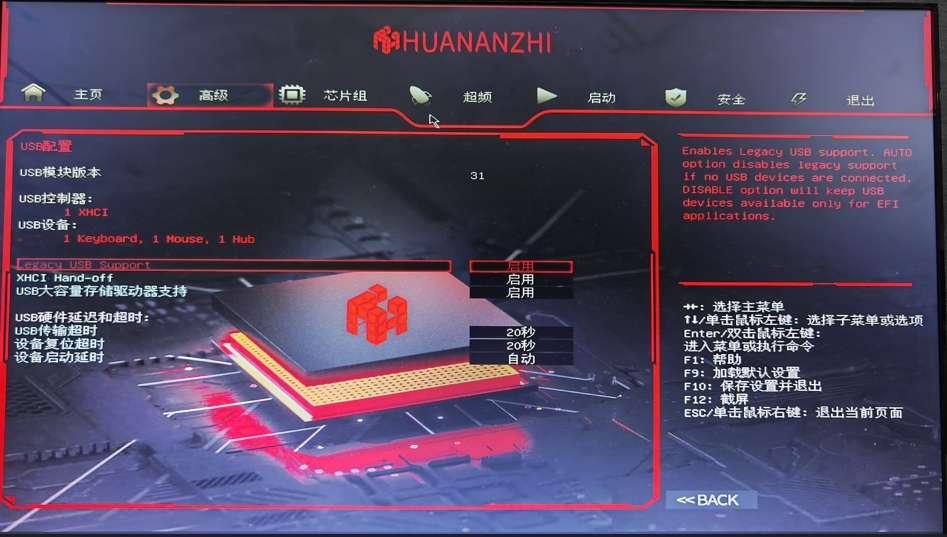 HUANANZHI
主页 高级 芯片组 超频 启动 安全 退出
USB配置
USB模块版本 31
USB控制器:
1 XHCI
USB设备:
1 Keyboard, 1 Mouse, 1 Hub
Legacy USB Support 启用
XHCI Hand-off 启用
USB大容量存储驱动器支持 启用
USB硬件延迟和超时:
USB传输超时 20秒
设备复位超时 20秒
设备启动延时 自动
Enables Legacy USB support. AUTO
option disables legacy support
if no USB devices are connected.
DISABLE option will keep USB
devices available only for EFI
applications.
→←: 选择主菜单
↑↓/单击鼠标左键: 选择子菜单或选项
Enter/双击鼠标左键:
进入菜单或执行命令
F1: 帮助
F9: 加载默认设置
F10: 保存设置并退出
F12: 截屏
ESC/单击鼠标右键: 退出当前页面
<< BACK